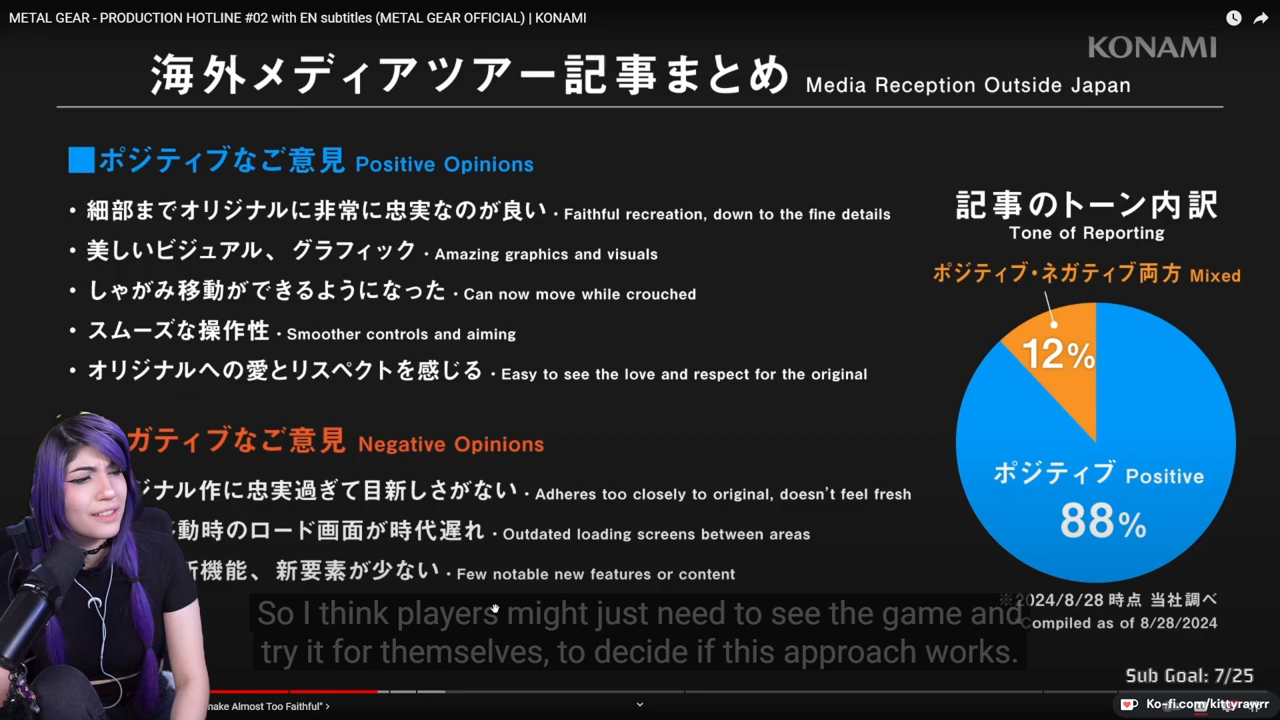 METAL GEAR - PRODUCTION HOTLINE #02 with EN subtitles (METAL GEAR OFFICIAL) | KONAMI
KONAMI
海外メディアツアー記事まとめ Media Reception Outside Japan
■ポジティブなご意見 Positive Opinions
・細部までオリジナルに非常に忠実なのが良い・Faithful recreation, down to the fine details
・美しいビジュアル、グラフィック・Amazing graphics and visuals
・しゃがみ移動ができるようになった・Can now move while crouched
・スムーズな操作性・Smoother controls and aiming
・オリジナルへの愛とリスペクトを感じる・Easy to see the love and respect for the original
ガティブなご意見 Negative Opinions
ジナル作に忠実過ぎて目新しさがない・Adheres too closely to original, doesn't feel fresh
動時のロード画面が時代遅れ・Outdated loading screens between areas
新機能、新要素が少ない・Few notable new features or content
記事のトーン内訳
Tone of Reporting
ポジティブ・ネガティブ両方 Mixed
12%
ポジティブ Positive
88%
※2024/8/28 時点 当社調べ
Compiled as of 8/28/2024
So I think players might just need to see the game and
try it for themselves, to decide if this approach works.
Sub Goal: 7/25
make Almost Too Faithful" >
Ko-fi.com/kittyrawrr